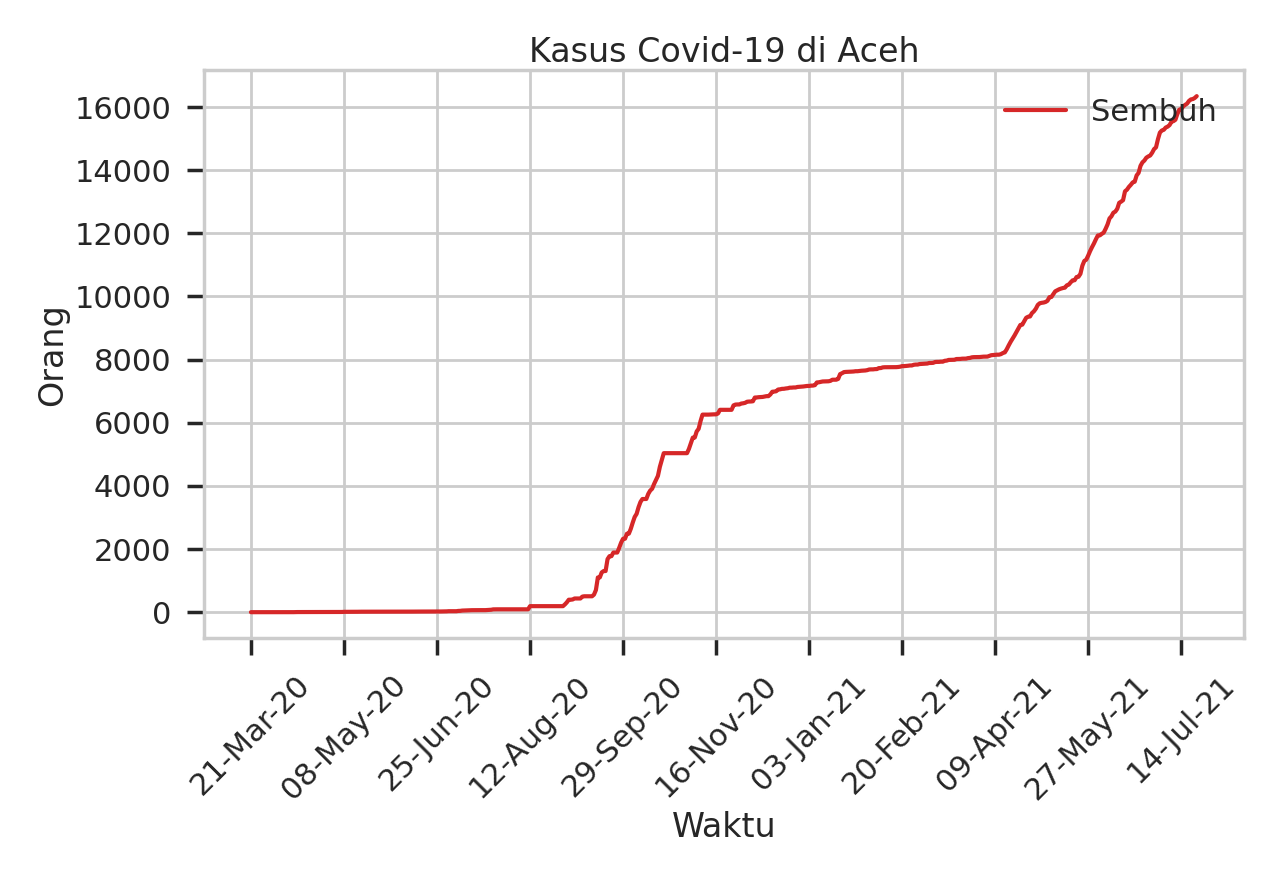 Kasus Covid-19 di Aceh
Sembuh
Orang
16000
14000
12000
10000
8000
6000
4000
2000
0
21-Mar-20
08-May-20
25-Jun-20
12-Aug-20
29-Sep-20
16-Nov-20
03-Jan-21
20-Feb-21
09-Apr-21
27-May-21
14-Jul-21
Waktu